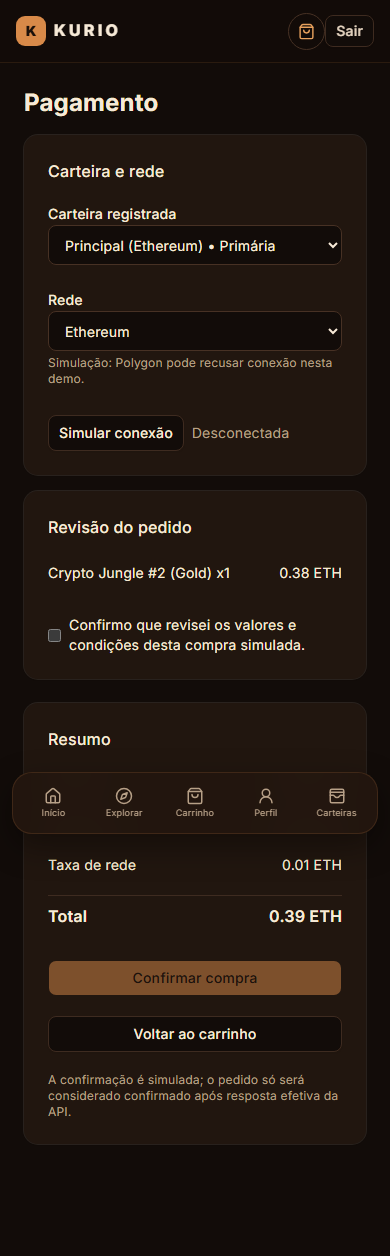 K KURIO
Sair
Pagamento
Carteira e rede
Carteira registrada
Principal (Ethereum) • Primária
Rede
Ethereum
Simulação: Polygon pode recusar conexão nesta
demo.
Simular conexão Desconectada
Revisão do pedido
Crypto Jungle #2 (Gold) x1 0.38 ETH
Confirmo que revisei os valores e
condições desta compra simulada.
Resumo
Início Explorar Carrinho Perfil Carteiras
Taxa de rede 0.01 ETH
Total 0.39 ETH
Confirmar compra
Voltar ao carrinho
A confirmação é simulada; o pedido só será
considerado confirmado após resposta efetiva da
API.